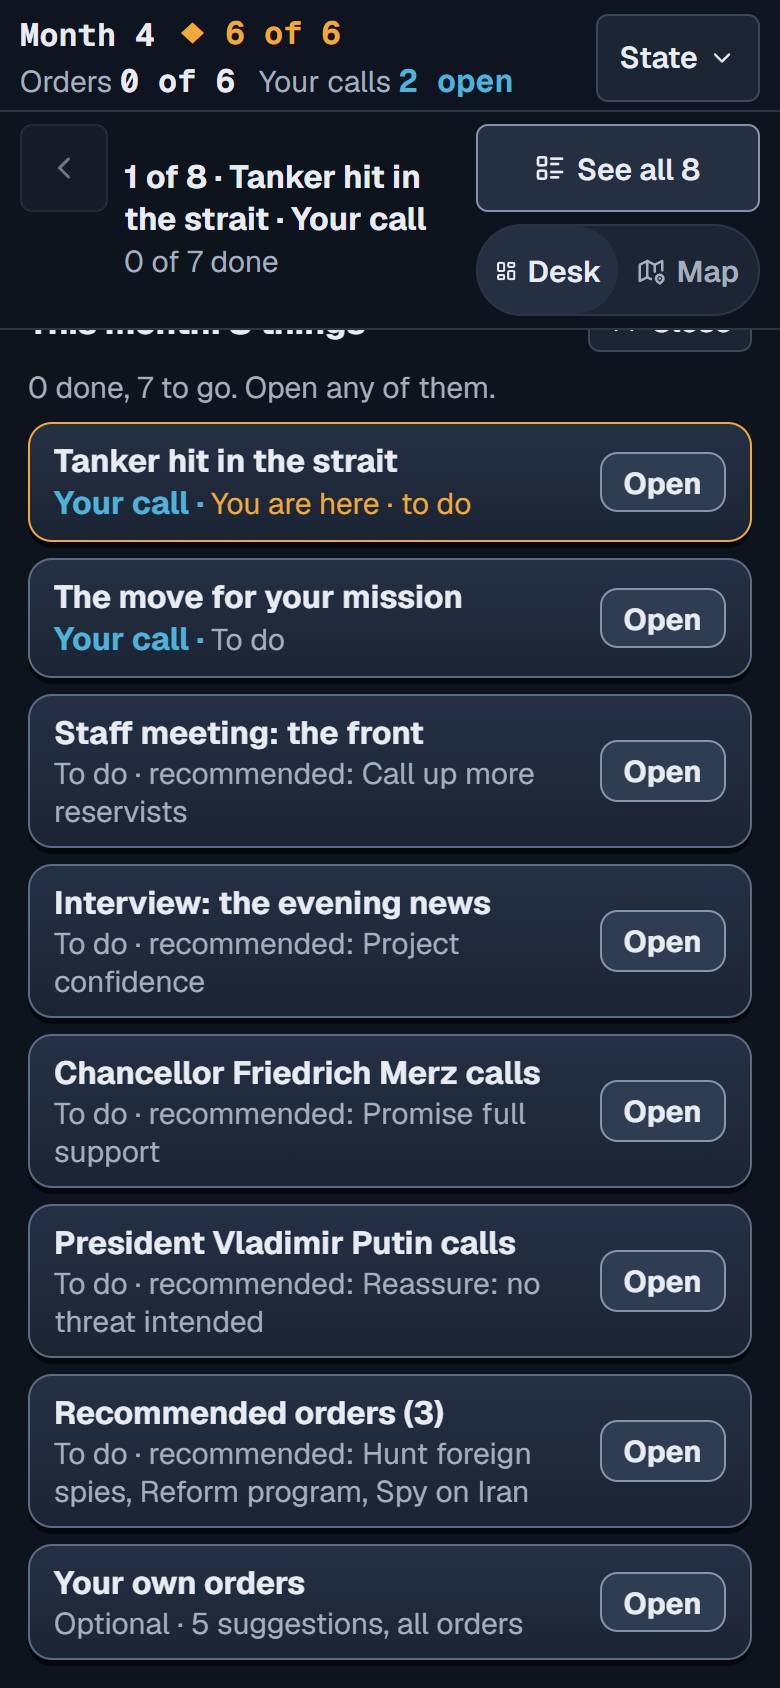 Month 4 ◆ 6 of 6
Orders 0 of 6 Your calls 2 open
State
1 of 8 · Tanker hit in
the strait · Your call
0 of 7 done
See all 8
Desk
Map
This month: 8 things
Close
0 done, 7 to go. Open any of them.
Tanker hit in the strait
Your call · You are here · to do
Open
The move for your mission
Your call · To do
Open
Staff meeting: the front
To do · recommended: Call up more
reservists
Open
Interview: the evening news
To do · recommended: Project
confidence
Open
Chancellor Friedrich Merz calls
To do · recommended: Promise full
support
Open
President Vladimir Putin calls
To do · recommended: Reassure: no
threat intended
Open
Recommended orders (3)
To do · recommended: Hunt foreign
spies, Reform program, Spy on Iran
Open
Your own orders
Optional · 5 suggestions, all orders
Open